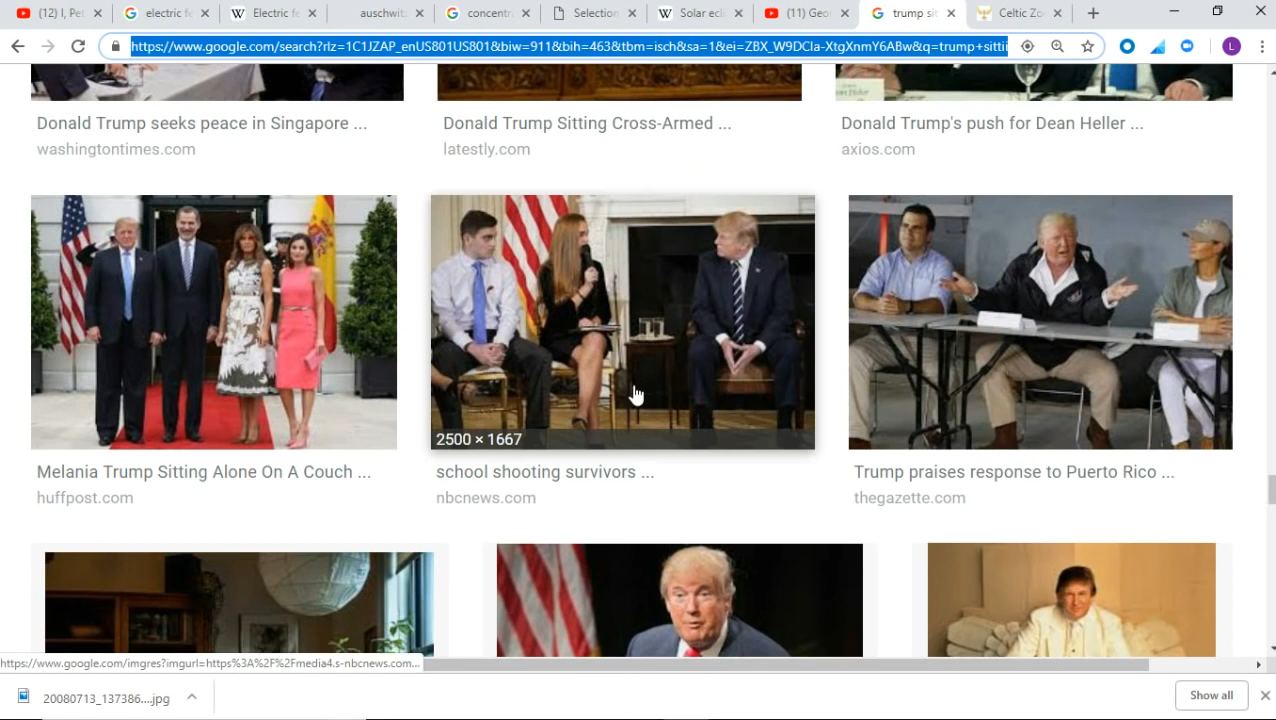 (12) I, Pet
electric fe
Electric fe
auschwitz
concentr
Selection
Solar ecli
(11) Geo
trump sit
Celtic Zo
https://www.google.com/search?rlz=1C1JZAP_enUS801US801&biw=911&bih=463&tbm=isch&sa=1&ei=ZBX_W9DCIa-XtgXnmY6ABw&q=trump+sitti
L
Donald Trump seeks peace in Singapore ...
washingtontimes.com
Donald Trump Sitting Cross-Armed ...
latestly.com
Donald Trump's push for Dean Heller ...
axios.com
2500 × 1667
Melania Trump Sitting Alone On A Couch ...
huffpost.com
school shooting survivors ...
nbcnews.com
Trump praises response to Puerto Rico ...
thegazette.com
https://www.google.com/imgres?imgurl=https%3A%2F%2Fmedia4.s-nbcnews.com...
20080713_137386....jpg
Show all